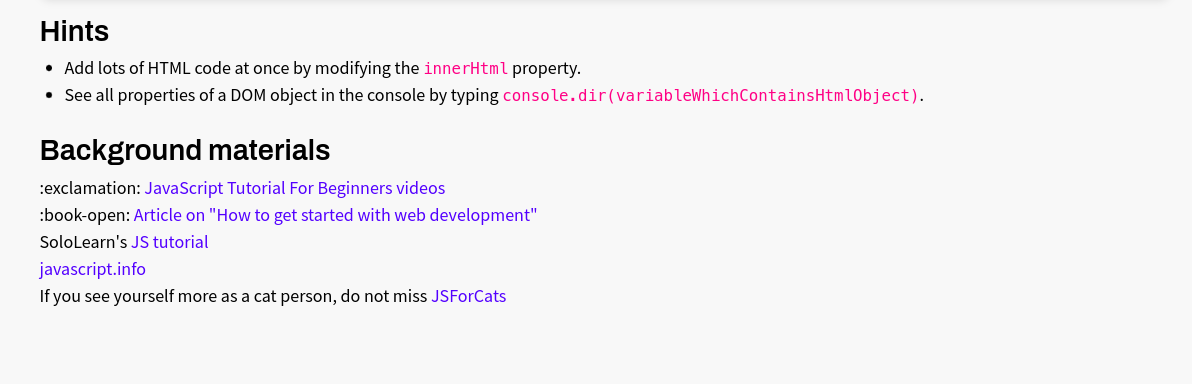 Hints
Add lots of HTML code at once by modifying the innerHtml property.
See all properties of a DOM object in the console by typing console.dir(variableWhichContainsHtmlObject).
Background materials
:exclamation: JavaScript Tutorial For Beginners videos
:book-open: Article on "How to get started with web development"
SoloLearn's JS tutorial
javascript.info
If you see yourself more as a cat person, do not miss JSForCats